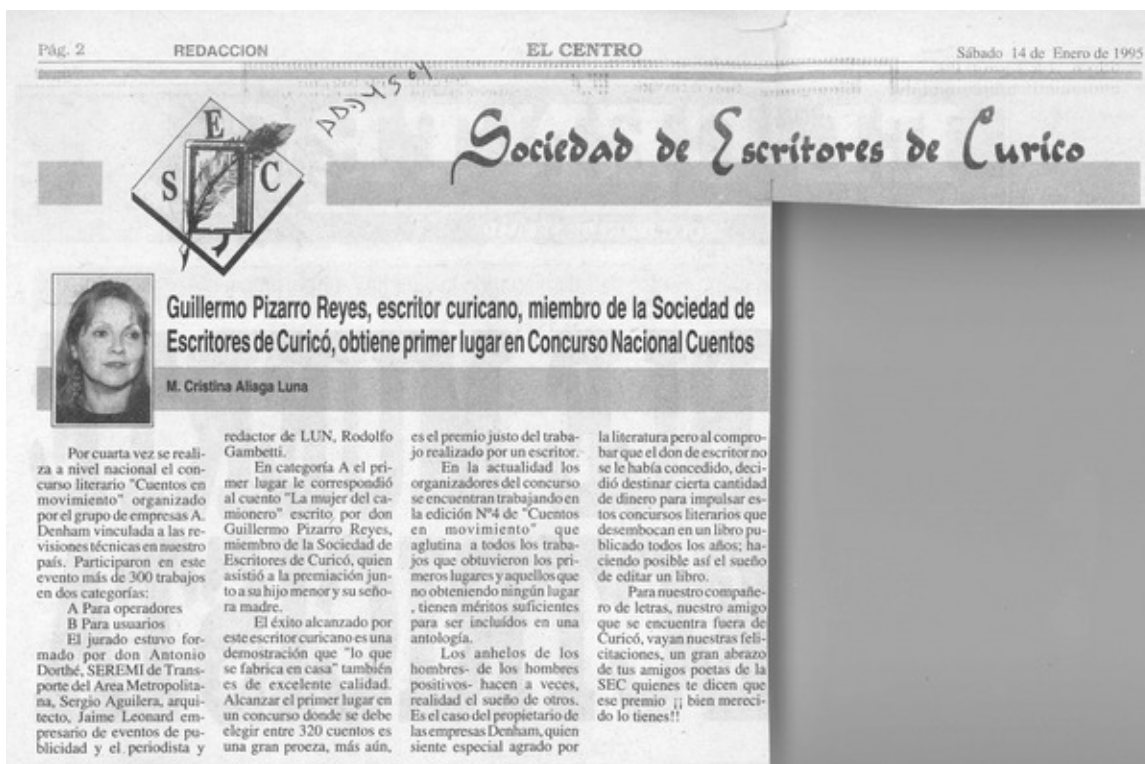 Pág. 2 REDACCION EL CENTRO Sábado 14 de Enero de 1995
E
S C
Sociedad de Escritores de Curico
Guillermo Pizarro Reyes, escritor curicano, miembro de la Sociedad de
Escritores de Curicó, obtiene primer lugar en Concurso Nacional Cuentos
M. Cristina Aliaga Luna
Por cuarta vez se reali-
za a nivel nacional el con-
curso literario "Cuentos en
movimiento" organizado
por el grupo de empresas A.
Denham vinculada a las re-
visiones técnicas en nuestro
país. Participaron en este
evento más de 300 trabajos
en dos categorías:
A Para operadores
B Para usuarios
El jurado estuvo for-
mado por don Antonio
Dorthé, SEREMI de Trans-
porte del Area Metropolita-
na, Sergio Aguilera, arqui-
tecto, Jaime Leonard em-
presario de eventos de pu-
blicidad y el periodista y
redactor de LUN, Rodolfo
Gambetti.
En categoría A el pri-
mer lugar le correspondió
al cuento "La mujer del ca-
mionero" escrito por don
Guillermo Pizarro Reyes,
miembro de la Sociedad de
Escritores de Curicó, quien
asistió a la premiación jun-
to a su hijo menor y su seño-
ra madre.
El éxito alcanzado por
este escritor curicano es una
demostración que "lo que
se fabrica en casa" también
es de excelente calidad.
Alcanzar el primer lugar en
un concurso donde se debe
elegir entre 320 cuentos es
una gran proeza, más aún,
es el premio justo del traba-
jo realizado por un escritor.
En la actualidad los
organizadores del concurso
se encuentran trabajando en
la edición Nº4 de "Cuentos
en movimiento" que
aglutina a todos los traba-
jos que obtuvieron los pri-
meros lugares y aquellos que
no obteniendo ningún lugar
, tienen méritos suficientes
para ser incluídos en una
antología.
Los anhelos de los
hombres- de los hombres
positivos- hacen a veces,
realidad el sueño de otros.
Es el caso del propietario de
las empresas Denham, quien
siente especial agrado por
la literatura pero al compro-
bar que el don de escritor no
se le había concedido, deci-
dió destinar cierta cantidad
de dinero para impulsar es-
tos concursos literarios que
desembocan en un libro pu-
blicado todos los años; ha-
ciendo posible así el sueño
de editar un libro.
Para nuestro compañe-
ro de letras, nuestro amigo
que se encuentra fuera de
Curicó, vayan nuestras feli-
citaciones, un gran abrazo
de tus amigos poetas de la
SEC quienes te dicen que
ese premio ¡¡ bien mereci-
do lo tienes!!